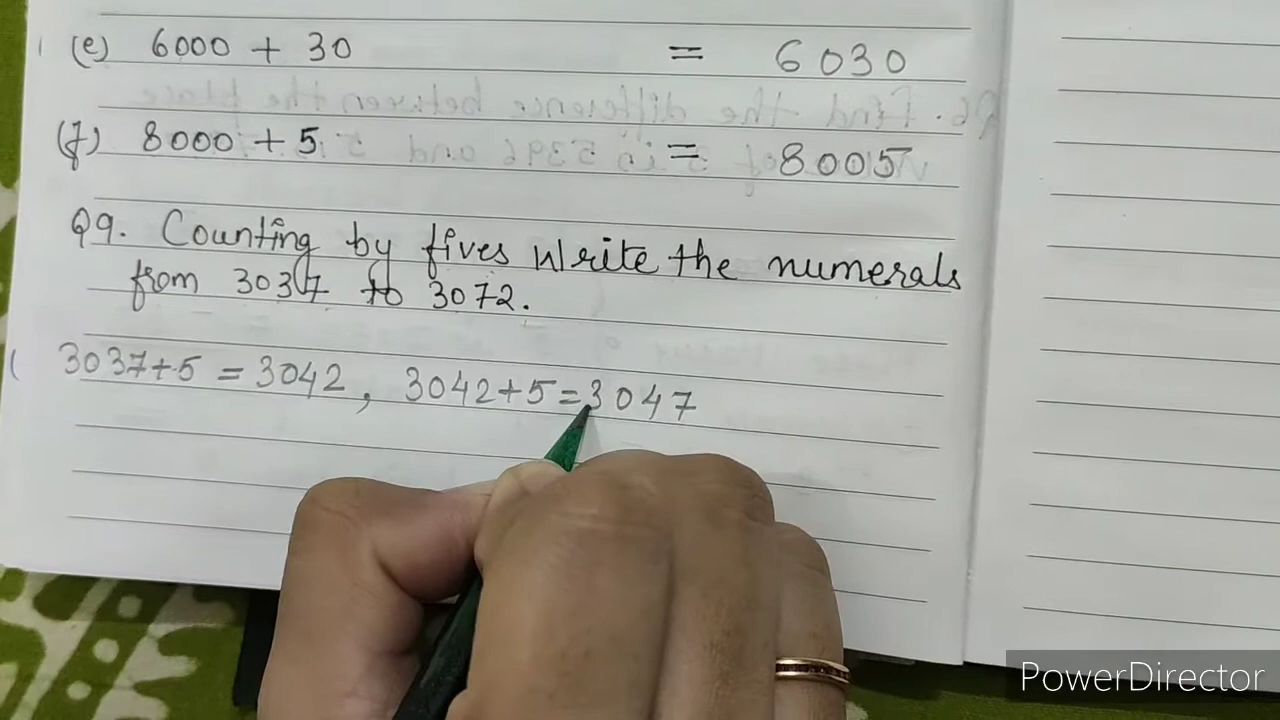 (e) 6000 + 30 = 6030
(f) 8000 + 5 = 8005
Q9. Counting by fives write the numerals
from 3037 to 3072.
3037+5 = 3042, 3042+5=3047
PowerDirector